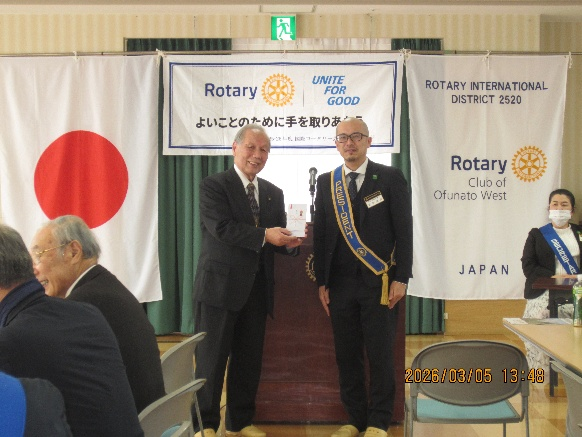 Rotary
UNITE
FOR
GOOD
よいことのために手を取りあおう
ROTARY INTERNATIONAL
DISTRICT 2520
Rotary
Club of
Ofunato West
JAPAN
PRESIDENT
2026/03/05 13:48